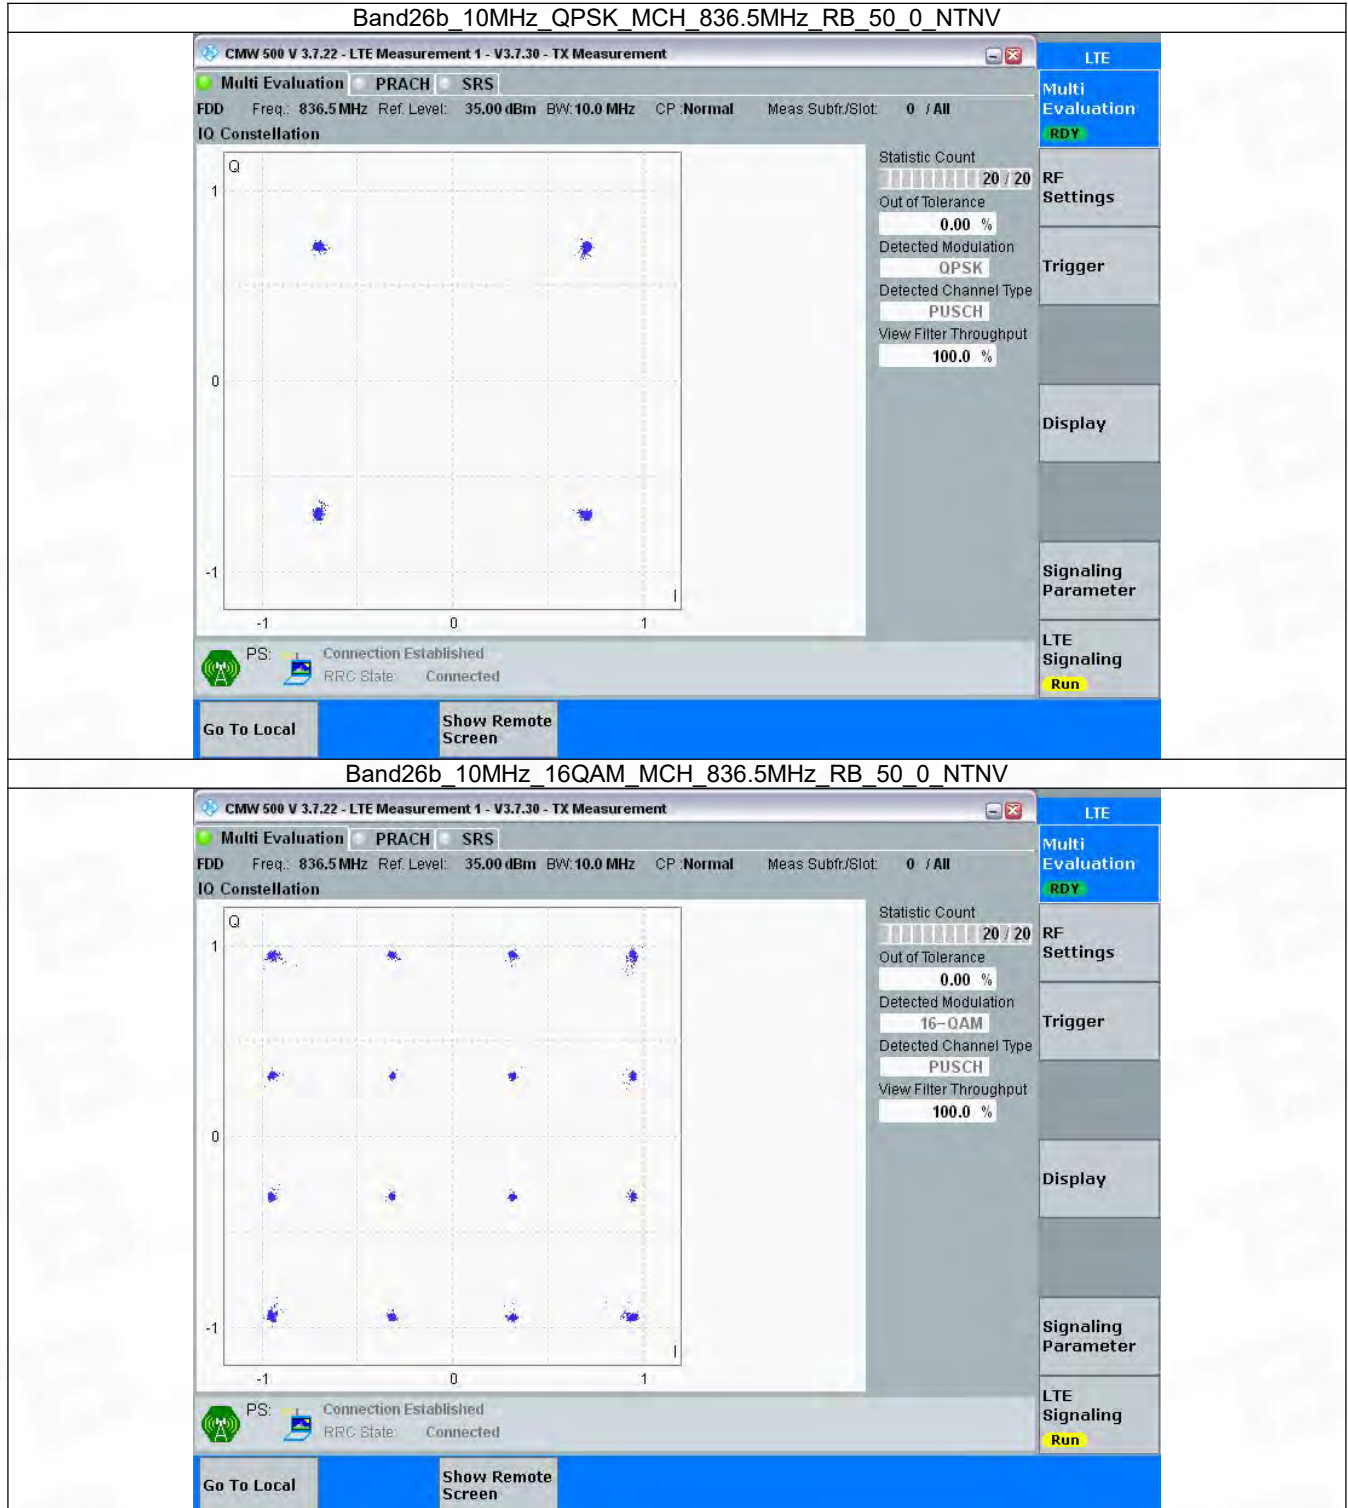 Band26b_10MHz_QPSK_MCH_836.5MHz_RB_50_0_NTNV
CMW 500 V 3.7.22 - LTE Measurement 1 - V3.7.30 - TX Measurement
LTE
Multi Evaluation PRACH SRS
Multi
Evaluation
RDY
FDD Freq.: 836.5 MHz Ref. Level: 35.00 dBm BW: 10.0 MHz CP :Normal Meas Subfr./Slot: 0 / All
IQ Constellation
Q
1
0
-1
I
-1 0 1
Statistic Count
20 / 20
Out of Tolerance
0.00 %
Detected Modulation
QPSK
Detected Channel Type
PUSCH
View Filter Throughput
100.0 %
RF
Settings
Trigger
Display
Signaling
Parameter
LTE
Signaling
Run
PS: Connection Established
RRC State: Connected
Go To Local
Show Remote
Screen
Band26b_10MHz_16QAM_MCH_836.5MHz_RB_50_0_NTNV
CMW 500 V 3.7.22 - LTE Measurement 1 - V3.7.30 - TX Measurement
LTE
Multi Evaluation PRACH SRS
Multi
Evaluation
RDY
FDD Freq.: 836.5 MHz Ref. Level: 35.00 dBm BW: 10.0 MHz CP :Normal Meas Subfr./Slot: 0 / All
IQ Constellation
Q
1
0
-1
I
-1 0 1
Statistic Count
20 / 20
Out of Tolerance
0.00 %
Detected Modulation
16-QAM
Detected Channel Type
PUSCH
View Filter Throughput
100.0 %
RF
Settings
Trigger
Display
Signaling
Parameter
LTE
Signaling
Run
PS: Connection Established
RRC State: Connected
Go To Local
Show Remote
Screen